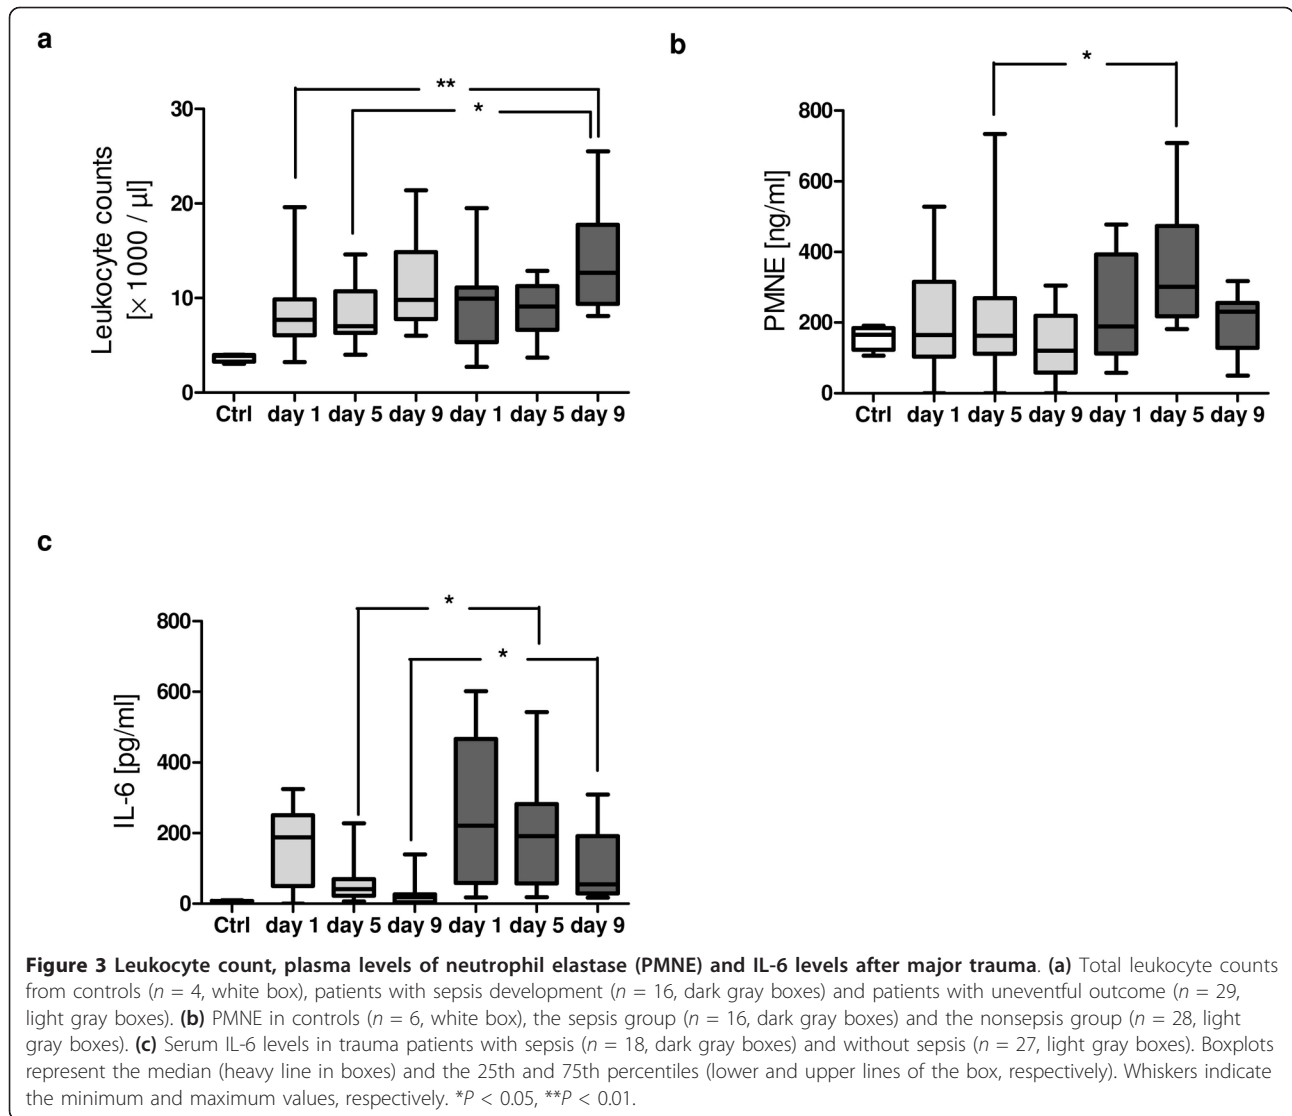 a
**
*
30
20
10
0
Leukocyte counts
[× 1000 / µl]
Ctrl day 1 day 5 day 9 day 1 day 5 day 9
b
*
800
600
400
200
0
PMNE [ng/ml]
Ctrl day 1 day 5 day 9 day 1 day 5 day 9
c
*
*
800
600
400
200
0
IL-6 [pg/ml]
Ctrl day 1 day 5 day 9 day 1 day 5 day 9
Figure 3 Leukocyte count, plasma levels of neutrophil elastase (PMNE) and IL-6 levels after major trauma. (a) Total leukocyte counts
from controls (n = 4, white box), patients with sepsis development (n = 16, dark gray boxes) and patients with uneventful outcome (n = 29,
light gray boxes). (b) PMNE in controls (n = 6, white box), the sepsis group (n = 16, dark gray boxes) and the nonsepsis group (n = 28, light
gray boxes). (c) Serum IL-6 levels in trauma patients with sepsis (n = 18, dark gray boxes) and without sepsis (n = 27, light gray boxes). Boxplots
represent the median (heavy line in boxes) and the 25th and 75th percentiles (lower and upper lines of the box, respectively). Whiskers indicate
the minimum and maximum values, respectively. *P < 0.05, **P < 0.01.